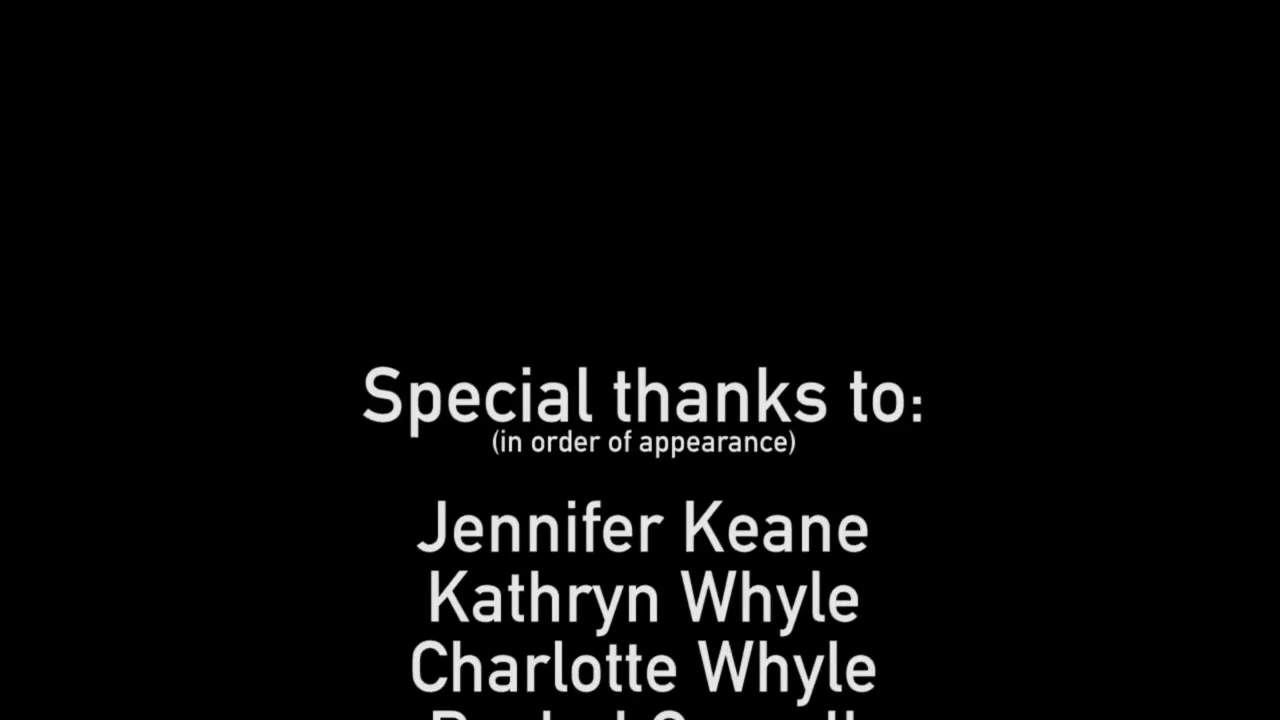 Special thanks to:
(in order of appearance)
Jennifer Keane
Kathryn Whyle
Charlotte Whyle